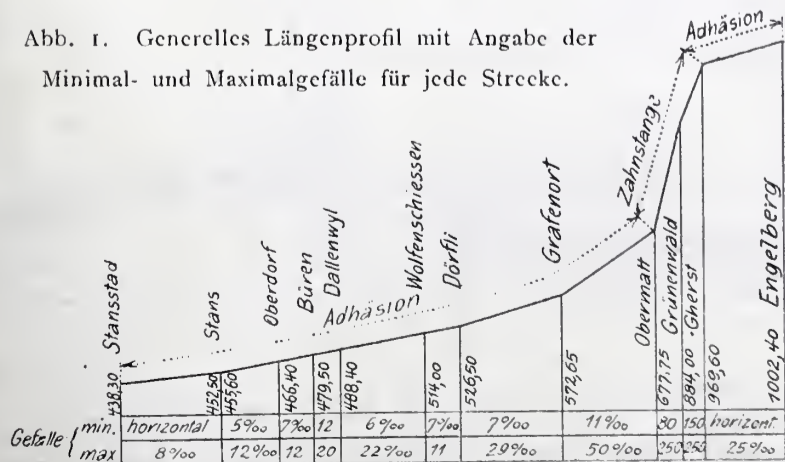 Abb. 1. Generelles Längenprofil mit Angabe der
Minimal- und Maximalgefälle für jede Strecke.
Adhäsion
Zahnstange
Adhäsion
Stansstad
Stans
Oberdorf
Büren
Dallenwyl
Wolfenschiessen
Dörfli
Grafenort
Obermatt
Grünenwald
Gherst
Engelberg
438,30
452,50
455,60
466,40
479,50
488,40
514,00
526,50
572,65
677.75
884,00
969,60
1002,40
Gefälle { min. horizontal 5‰ 7‰ 12 6‰ 7‰ 7‰ 11‰ 80 150 horizont.
max 8‰ 12‰ 12 20 22‰ 11 29‰ 50‰ 250 250 25‰